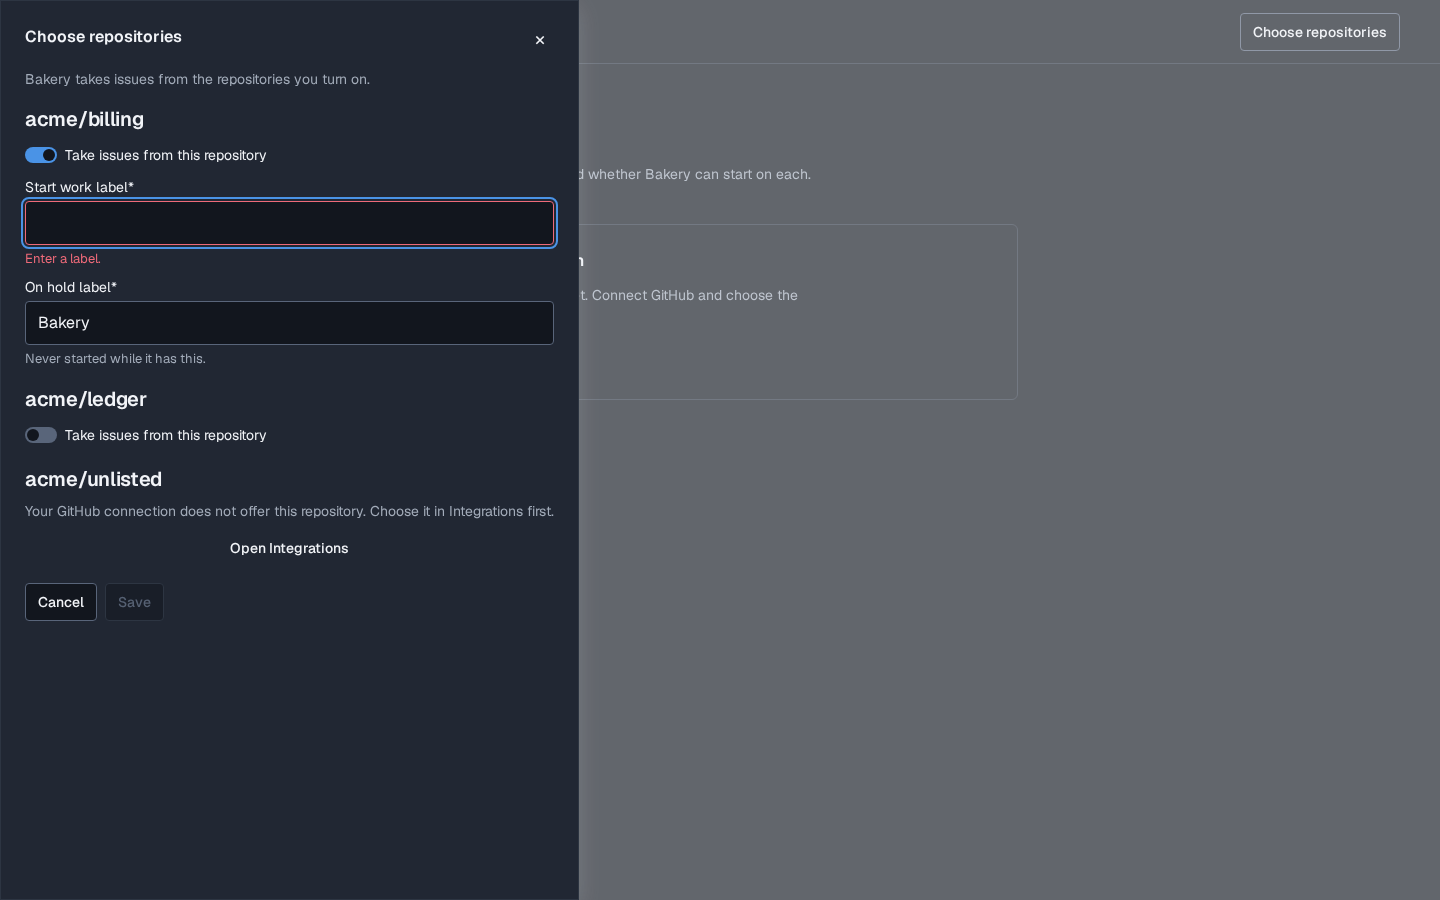 Choose repositories
×
Choose repositories
Bakery takes issues from the repositories you turn on.
acme/billing
Take issues from this repository
d whether Bakery can start on each.
Start work label*
Enter a label.
t. Connect GitHub and choose the
On hold label*
Bakery
Never started while it has this.
acme/ledger
Take issues from this repository
acme/unlisted
Your GitHub connection does not offer this repository. Choose it in Integrations first.
Open Integrations
Cancel
Save